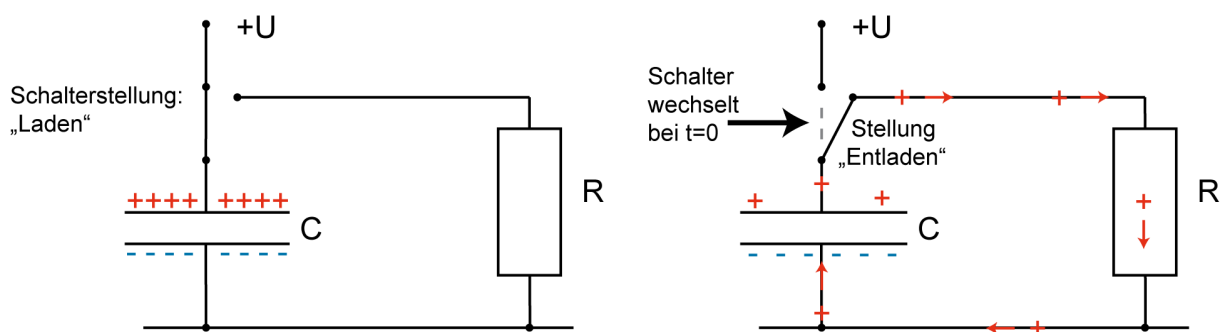 +U
Schalterstellung:
„Laden“
C
R
+U
Schalter
wechselt
bei t=0
Stellung
„Entladen“
C
R